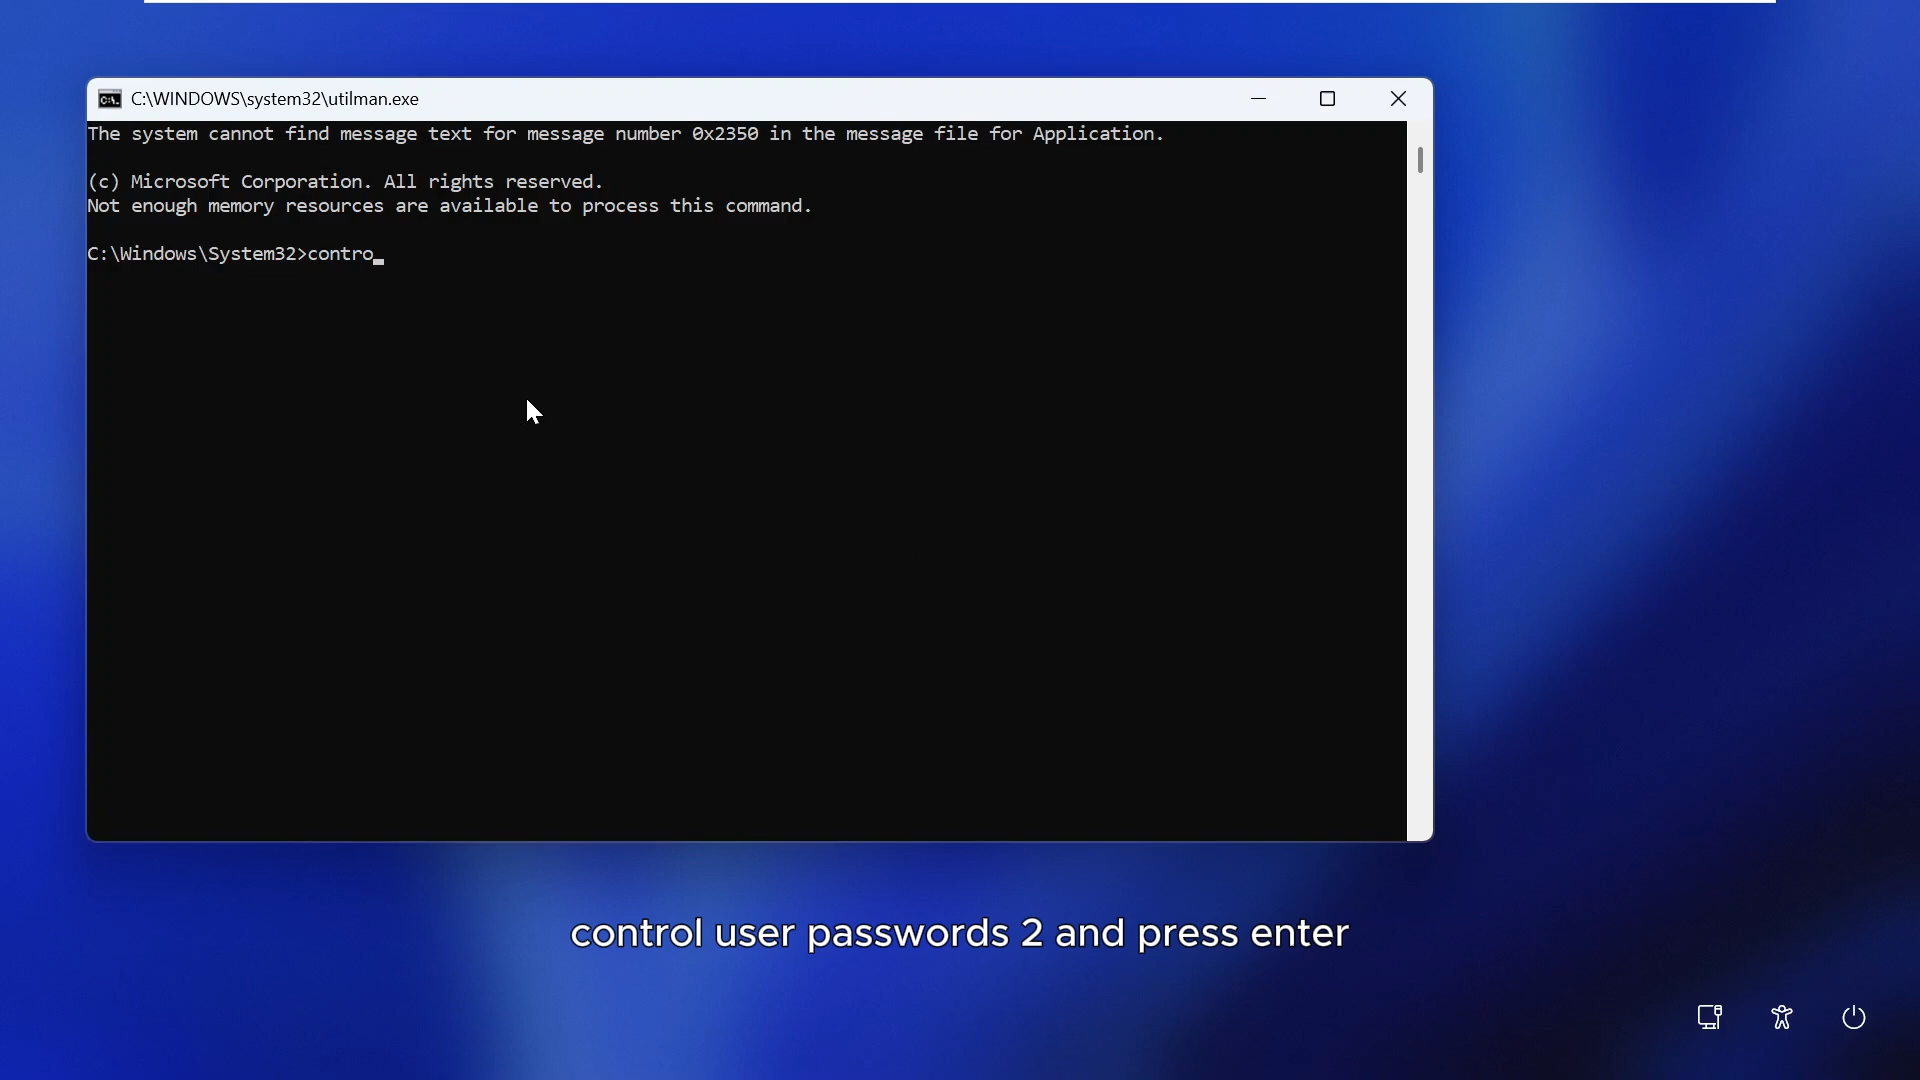 C:\WINDOWS\system32\utilman.exe
The system cannot find message text for message number 0x2350 in the message file for Application.
(c) Microsoft Corporation. All rights reserved.
Not enough memory resources are available to process this command.
C:\Windows\System32>contro_
control user passwords 2 and press enter